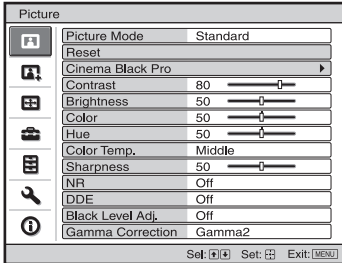 Picture
Picture Mode Standard
Reset
Cinema Black Pro
Contrast 80
Brightness 50
Color 50
Hue 50
Color Temp. Middle
Sharpness 50
NR Off
DDE Off
Black Level Adj. Off
Gamma Correction Gamma2
Sel: Set: Exit: MENU